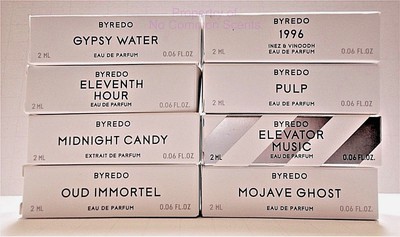 Property of
No Common Scents
BYREDO
GYPSY WATER
2 ML EAU DE PARFUM 0.06 FL.OZ.
BYREDO
ELEVENTH
HOUR
2 ML EAU DE PARFUM 0.06 FL.OZ.
BYREDO
MIDNIGHT CANDY
2 ML EXTRAIT DE PARFUM 0.06 FL.OZ.
BYREDO
OUD IMMORTEL
2 ML EAU DE PARFUM 0.06 FL.OZ.
BYREDO
1996
INEZ & VINOODH
2 ML EAU DE PARFUM 0.06 FL.OZ.
BYREDO
PULP
2 ML EAU DE PARFUM 0.06 FL.OZ.
BYREDO
ELEVATOR
MUSIC
2 ML EAU DE PARFUM 0.06 FL.OZ.
BYREDO
MOJAVE GHOST
2 ML EAU DE PARFUM 0.06 FL.OZ.